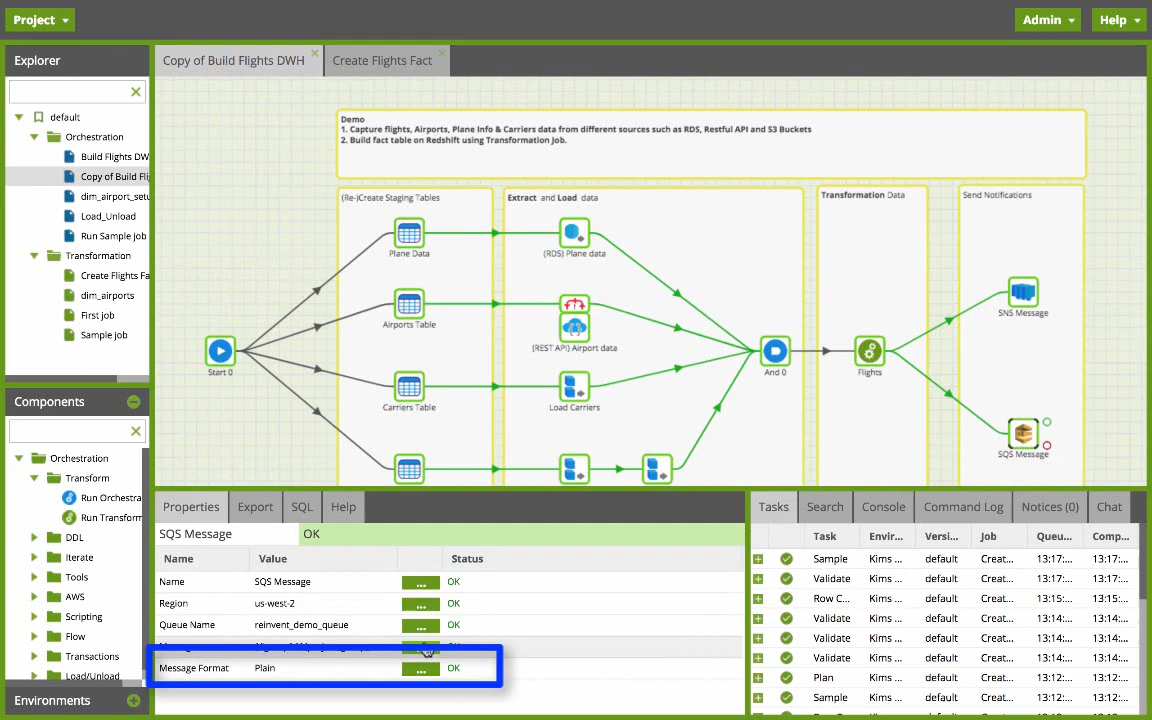 Project
Admin
Help
Explorer
Copy of Build Flights DWH
Create Flights Fact
default
Orchestration
Build Flights DW
Copy of Build Fli
dim_airport_setu
Load_Unload
Run Sample job
Transformation
Create Flights Fa
dim_airports
First job
Sample job
Demo
1. Capture flights, Airports, Plane Info & Carriers data from different sources such as RDS, Restful API and S3 Buckets
2. Build fact table on Redshift using Transformation Job.
(Re-)Create Staging Tables
Extract and Load data
Transformation Data
Send Notifications
Plane Data
(RDS) Plane data
Airports Table
(REST API) Airport data
SNS Message
Start 0
And 0
Flights
Carriers Table
Load Carriers
SQS Message
Components
Orchestration
Transform
Run Orchestra
Run Transform
DDL
Iterate
Tools
AWS
Scripting
Flow
Transactions
Load/Unload
Environments
Properties
Export
SQL
Help
SQS Message
OK
Name Value Status
Name SQS Message ... OK
Region us-west-2 ... OK
Queue Name reinvent_demo_queue ... OK
Message Format Plain ... OK
Tasks
Search
Console
Command Log
Notices (0)
Chat
Task Envir... Versi... Job Queu... Comp...
Sample Kims ... default Creat... 13:17:... 13:17:...
Validate Kims ... default Creat... 13:17:... 13:17:...
Row C... Kims ... default Creat... 13:15:... 13:15:...
Validate Kims ... default Creat... 13:14:... 13:14:...
Validate Kims ... default Creat... 13:14:... 13:14:...
Validate Kims ... default Creat... 13:14:... 13:14:...
Plan Kims ... default Creat... 13:12:... 13:12:...
Sample Kims ... default Creat... 13:12:... 13:12:...